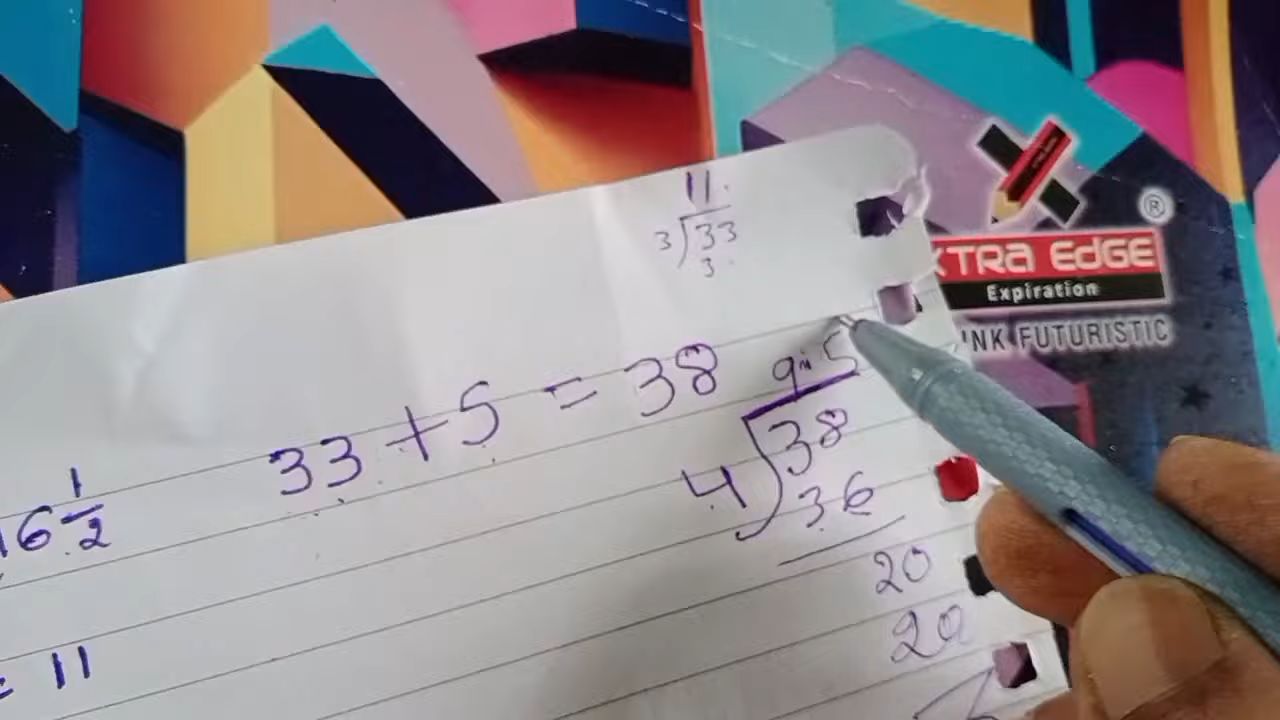 11
3)33
3
XTRA EDGE
Expiration
INK FUTURISTIC
®
33 + 5 = 38
9.5
4)38
36
20
20
16 1/2
= 11